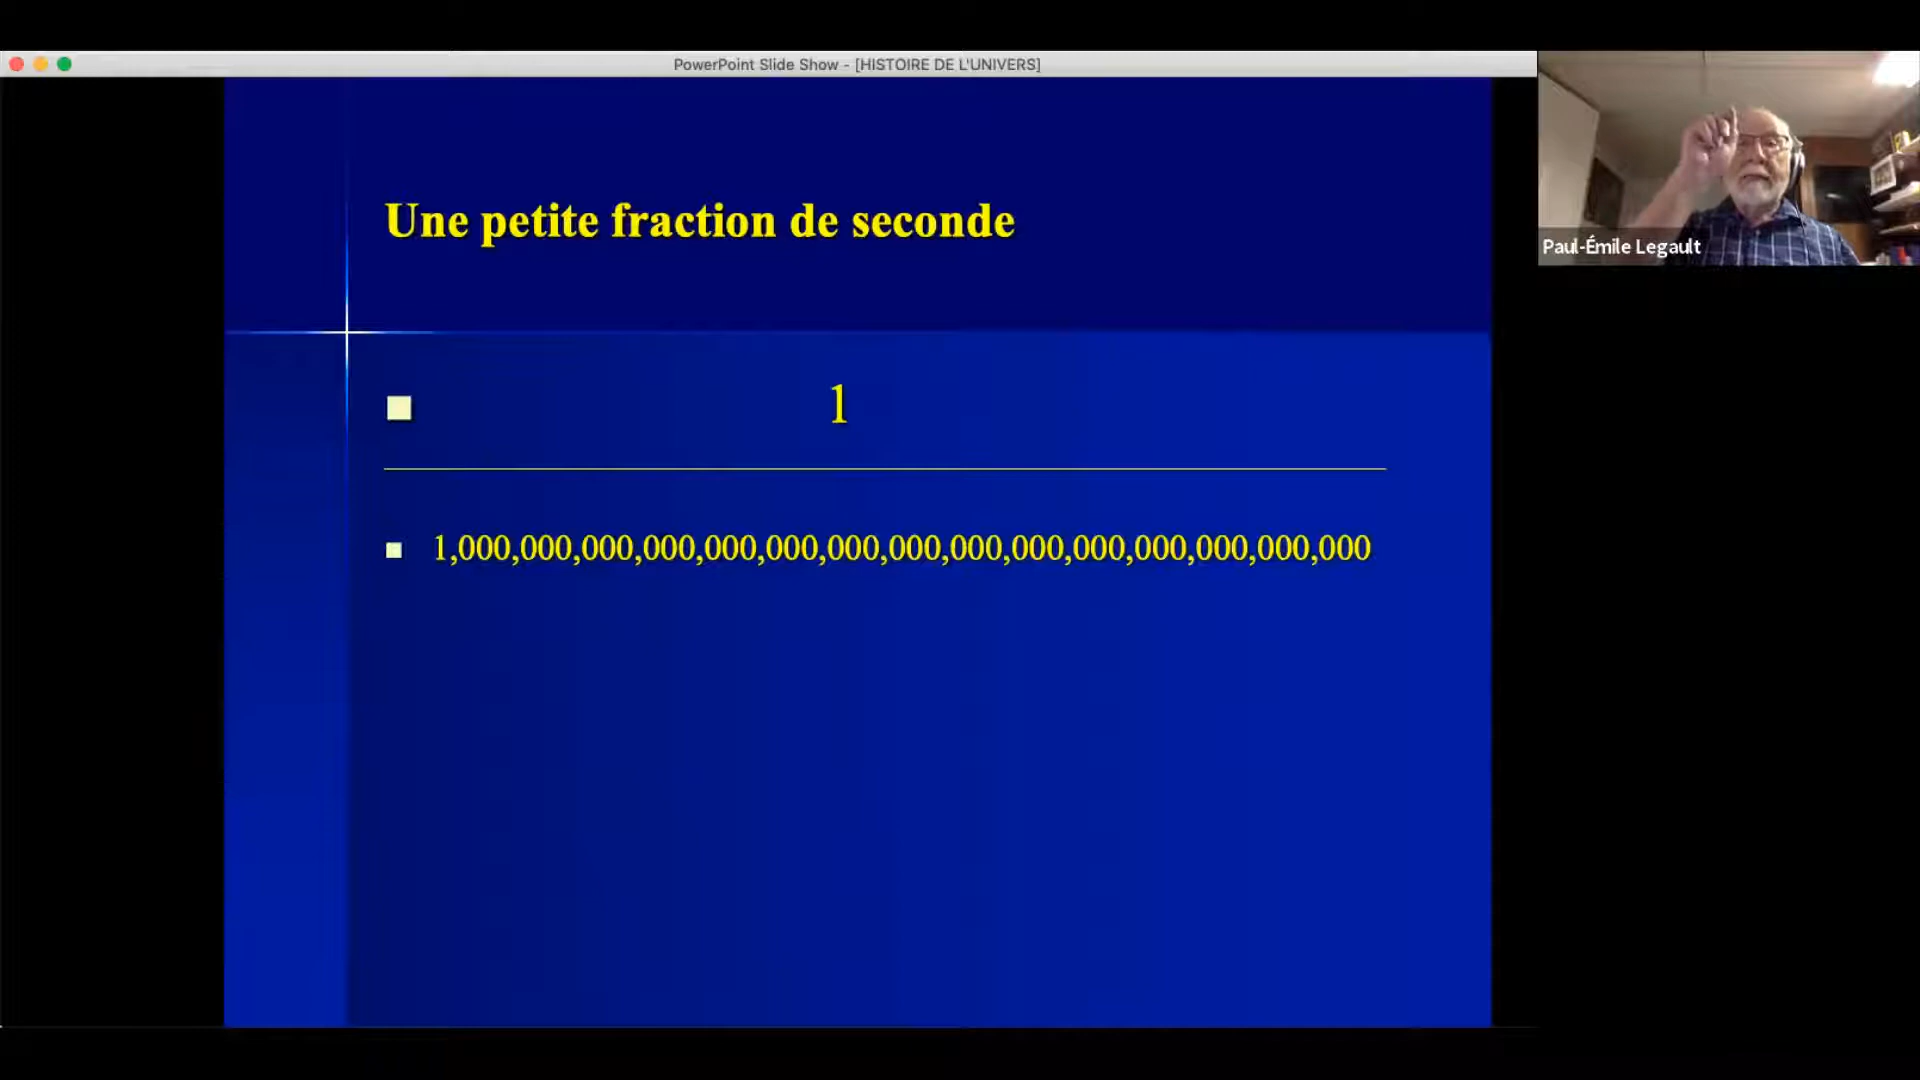 PowerPoint Slide Show - [HISTOIRE DE L'UNIVERS]
Une petite fraction de seconde
1
1,000,000,000,000,000,000,000,000,000,000,000,000,000,000,000
Paul-Émile Legault